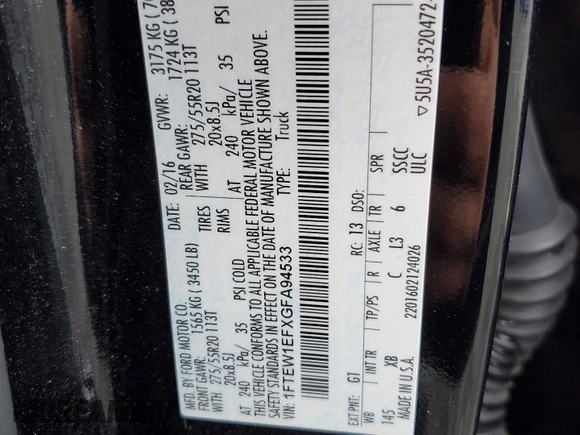 MFD. BY FORD MOTOR CO.
DATE: 02/16 GVWR: 3175 KG
FRONT GAWR: 1565 KG ( 3450 LB) REAR GAWR: 1724 KG
275/55R20 113T TIRES WITH 275/55R20 113T
20x8.5J RIMS 20x8.5J
AT 240 kPa/ 35 PSI COLD AT 240 kPa/ 35 PSI
THIS VEHICLE CONFORMS TO ALL APPLICABLE FEDERAL MOTOR VEHICLE
SAFETY STANDARDS IN EFFECT ON THE DATE OF MANUFACTURE SHOWN ABOVE.
VIN: 1FTEW1EFXGFA94533 TYPE: Truck
EXT PNT: G1 RC: 13 DSO:
WB INT TR TP/PS R AXLE TR SPR
145 XB C L3 6 SSCC
ULC
2201602124026
▽5U5A-3520472-